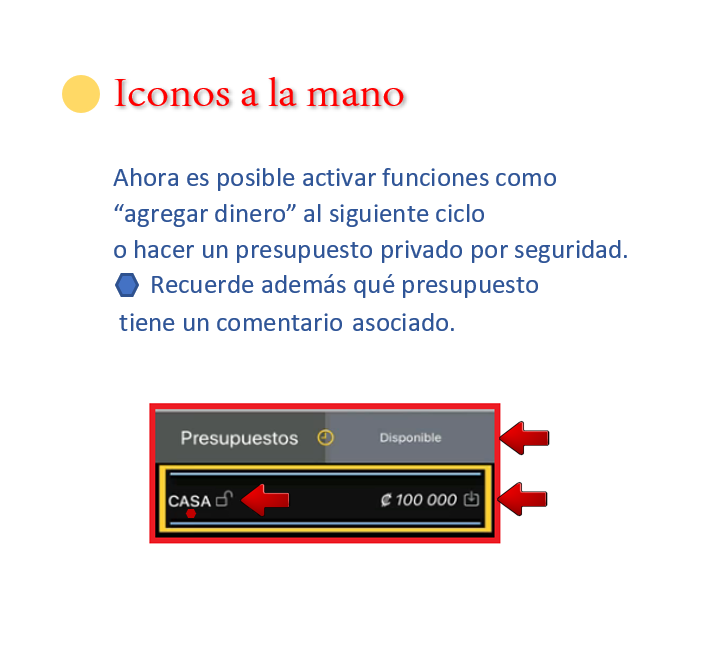 Iconos a la mano
Ahora es posible activar funciones como
“agregar dinero” al siguiente ciclo
o hacer un presupuesto privado por seguridad.
Recuerde además qué presupuesto
tiene un comentario asociado.
Presupuestos Disponible
CASA ₡ 100 000